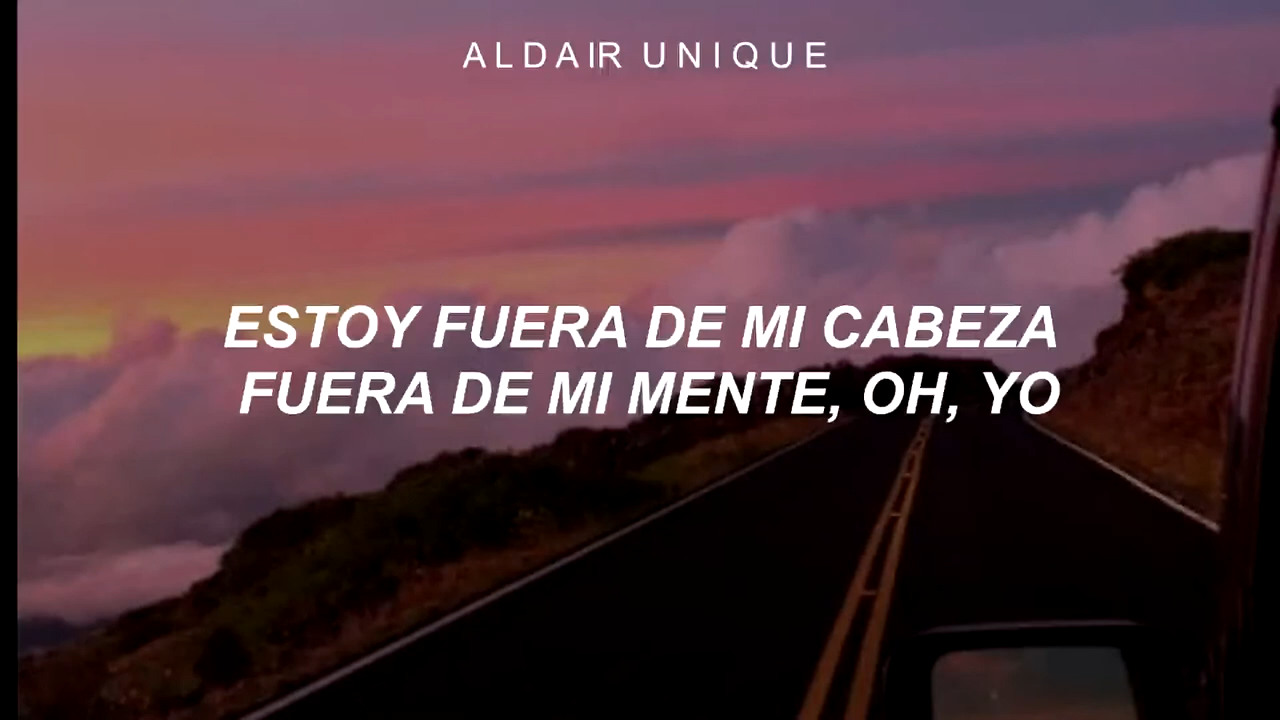 ALDAIR UNIQUE
ESTOY FUERA DE MI CABEZA
FUERA DE MI MENTE, OH, YO